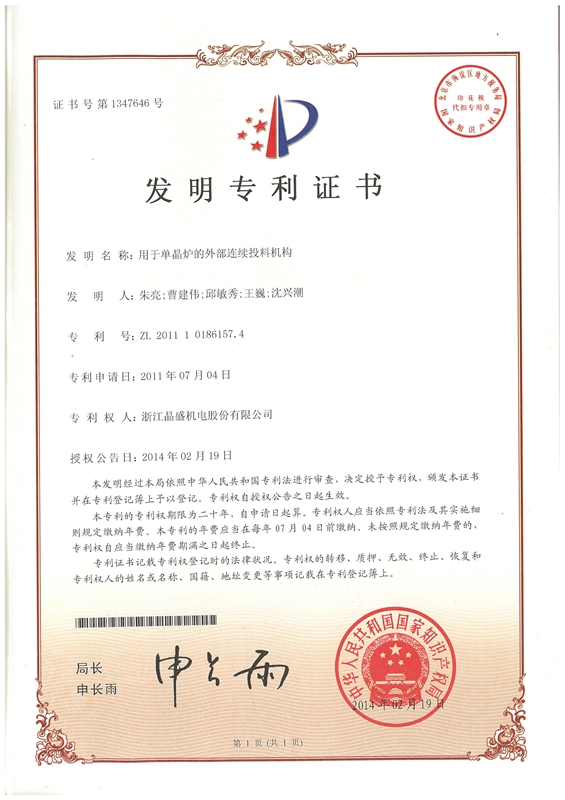 证书号第1347646号
北京市海淀区地方税务局
印花税
代扣专用章
国家知识产权局
发明专利证书
发明名称：用于单晶炉的外部连续投料机构
发明人：朱亮;曹建伟;邱敏秀;王巍;沈兴潮
专利号：ZL 2011 1 0186157.4
专利申请日：2011年07月04日
专利权人：浙江晶盛机电股份有限公司
授权公告日：2014年02月19日
本发明经过本局依照中华人民共和国专利法进行审查，决定授予专利权，颁发本证书
并在专利登记簿上予以登记。专利权自授权公告之日起生效。
本专利的专利权期限为二十年，自申请日起算。专利权人应当依照专利法及其实施细
则规定缴纳年费。本专利的年费应当在每年07月04日前缴纳。未按照规定缴纳年费的，
专利权自应当缴纳年费期满之日起终止。
专利证书记载专利权登记时的法律状况。专利权的转移、质押、无效、终止、恢复和
专利权人的姓名或名称、国籍、地址变更等事项记载在专利登记簿上。
局长
申长雨
申长雨
中华人民共和国国家知识产权局
2014年02月19日
第1页(共1页)